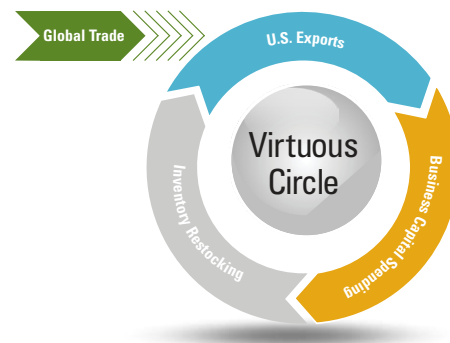 Global Trade
U.S. Exports
Virtuous
Circle
Business Capital Spending
Inventory Restocking